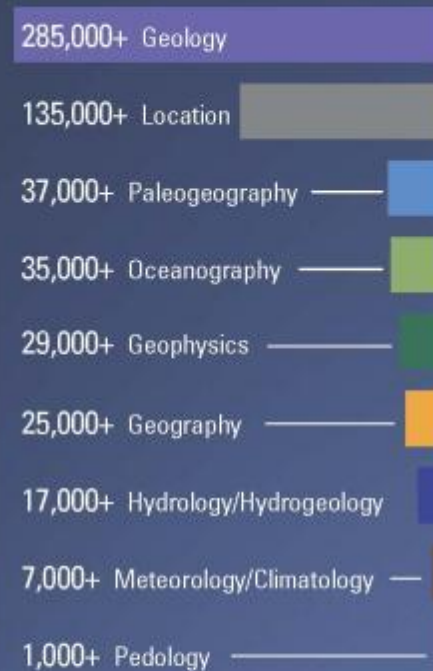 285,000+ Geology
135,000+ Location
37,000+ Paleogeography
35,000+ Oceanography
29,000+ Geophysics
25,000+ Geography
17,000+ Hydrology/Hydrogeology
7,000+ Meteorology/Climatology
1,000+ Pedology